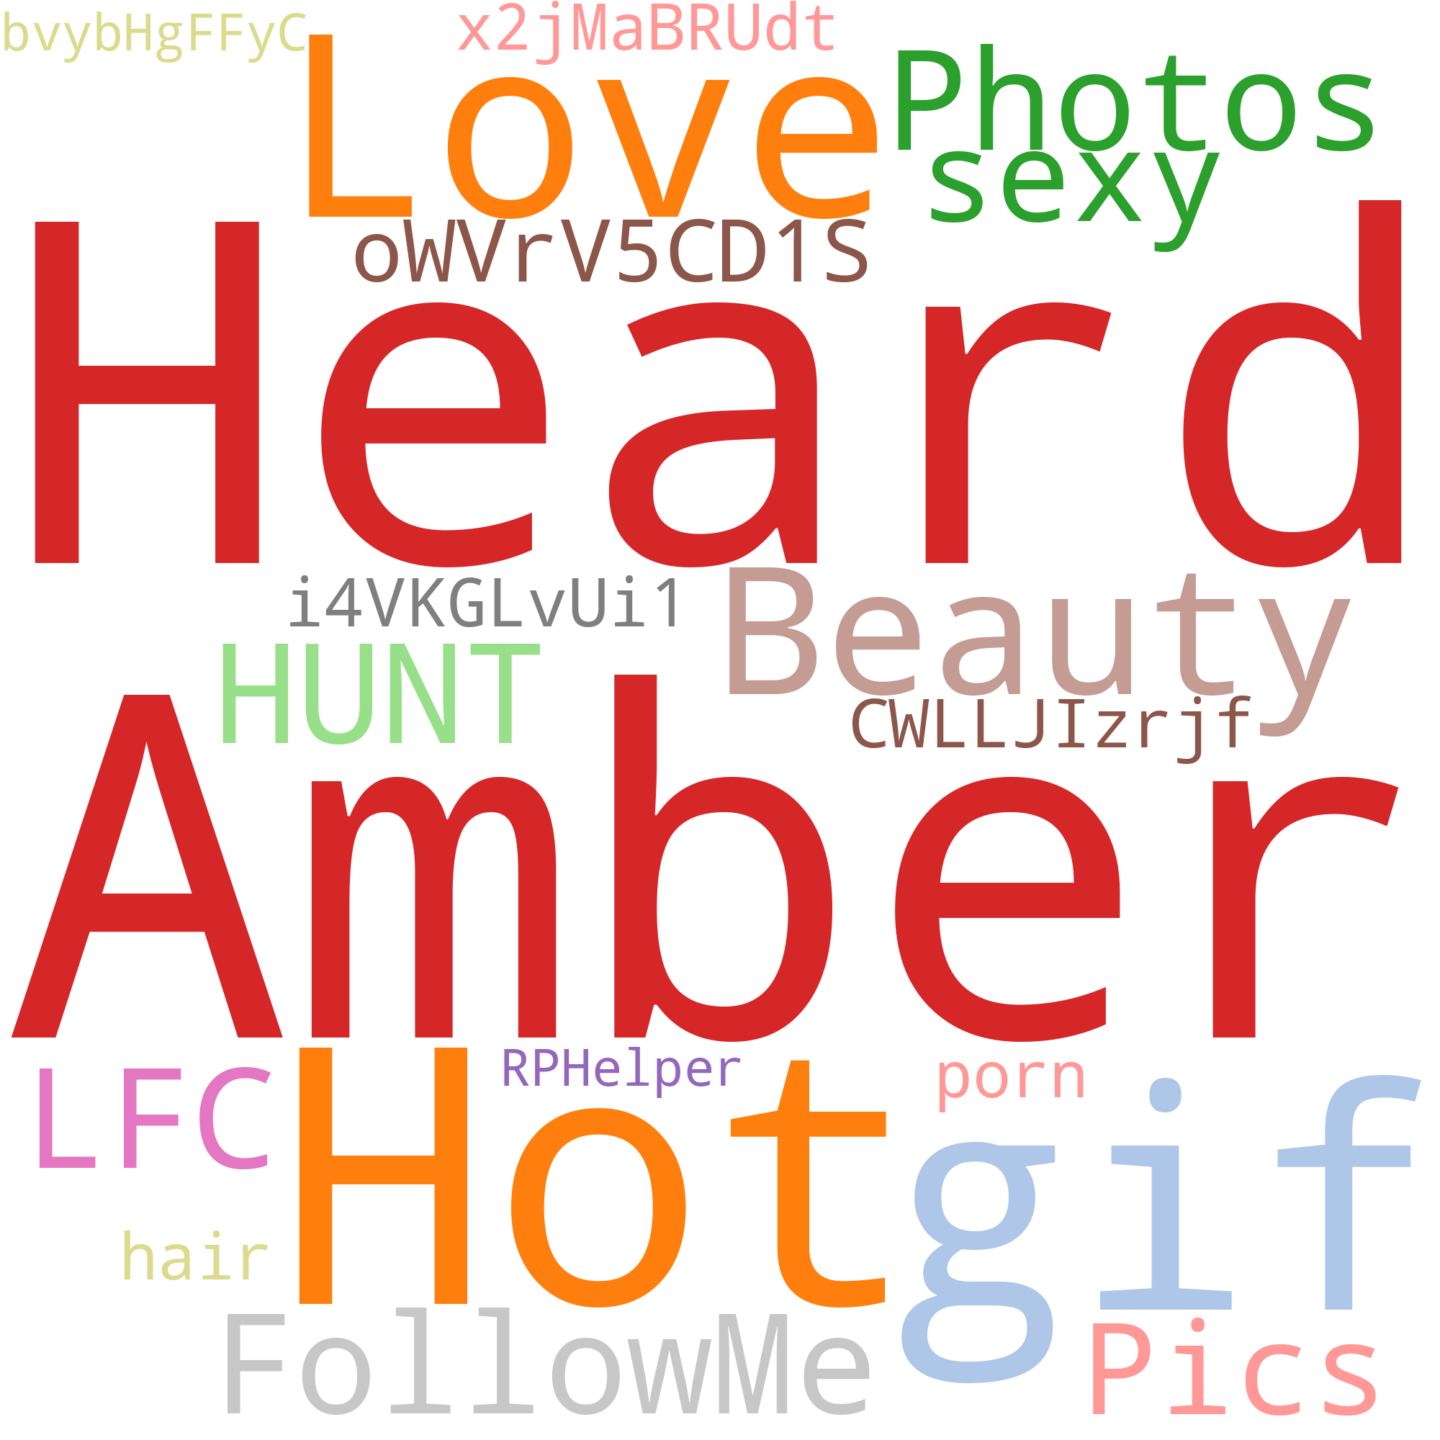 bvybHgFFyC x2jMaBRUdt
Love Photos
sexy
oWVrV5CD1S
Heard
i4VKGLvUi1 Beauty
HUNT CWLLJIzrjf
Amber
LFC Hot RPHelper porn gif
hair
FollowMe Pics